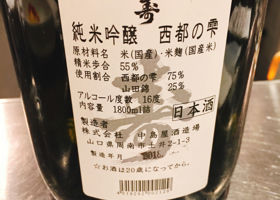 寿
純米吟醸 西都の雫
原材料名 米(国産)・米麹(国産米)
精米歩合 55%
使用割合 西都の雫 75%
山田錦 25%
アルコール度数 16度
内容量 1800ml詰
日本酒
製造者
株式会社 中島屋酒造場
山口県周南市土井2-1-3
製造年月
☆お酒は20歳になってから。